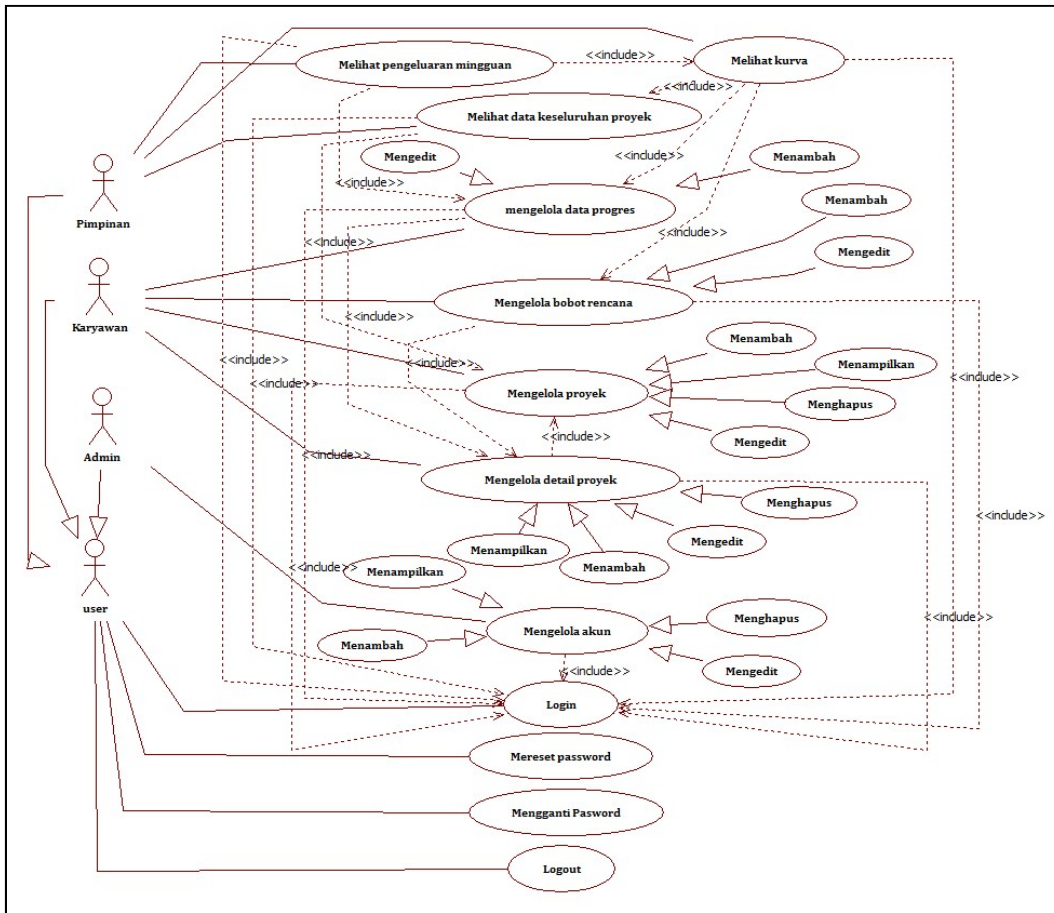 <<include>>
Melihat pengeluaran mingguan
Melihat kurva
<<include>>
Melihat data keseluruhan proyek
Mengedit
<<include>>
Menambah
<<include>>
Pimpinan
mengelola data progres
Menambah
<<include>>
<<include>>
Mengedit
Karyawan
Mengelola bobot rencana
<<include>>
Menambah
<<include>>
<<include>>
<<include>>
Menampilkan
<<include>>
Mengelola proyek
Menghapus
<<include>>
Mengedit
Admin
<<include>>
Mengelola detail proyek
Menghapus
<<include>>
Menampilkan
Mengedit
Menambah
<<include>>
Menampilkan
user
Menghapus
<<include>>
Mengelola akun
Menambah
<<include>>
Mengedit
Login
Mereset password
Mengganti Pasword
Logout